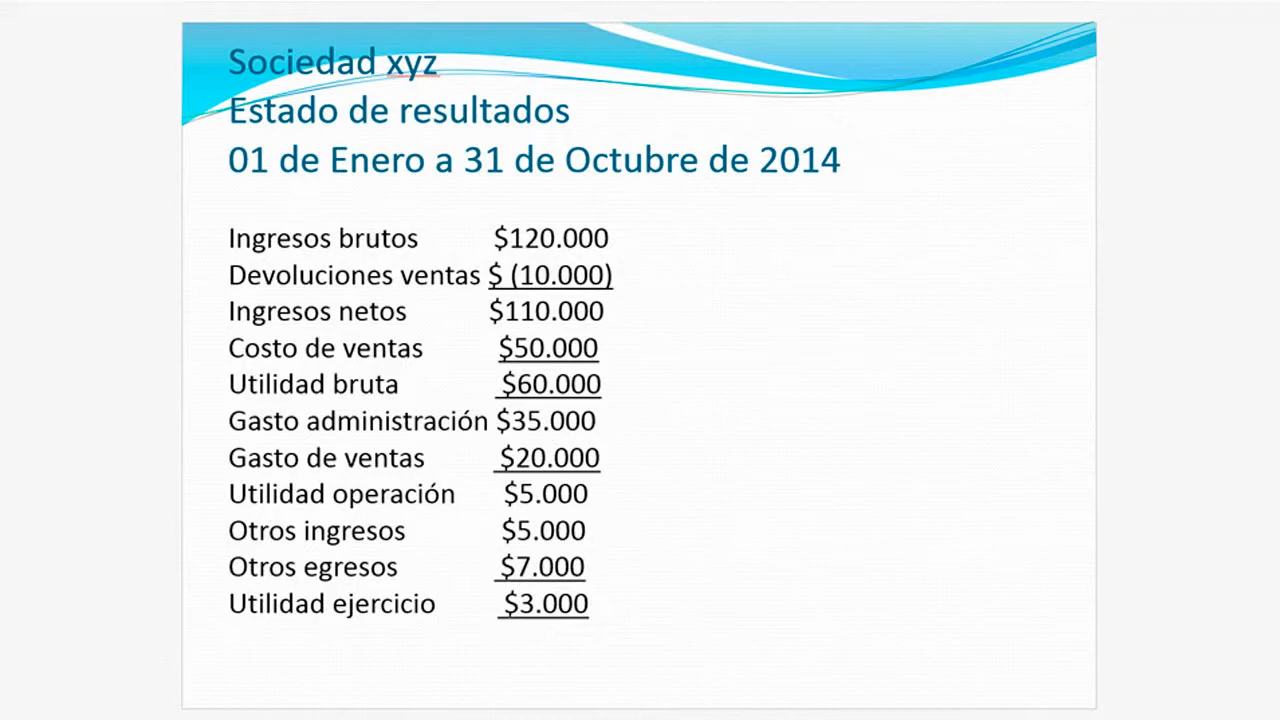 Sociedad xyz
Estado de resultados
01 de Enero a 31 de Octubre de 2014
Ingresos brutos $120.000
Devoluciones ventas $ (10.000)
Ingresos netos $110.000
Costo de ventas $50.000
Utilidad bruta $60.000
Gasto administración $35.000
Gasto de ventas $20.000
Utilidad operación $5.000
Otros ingresos $5.000
Otros egresos $7.000
Utilidad ejercicio $3.000